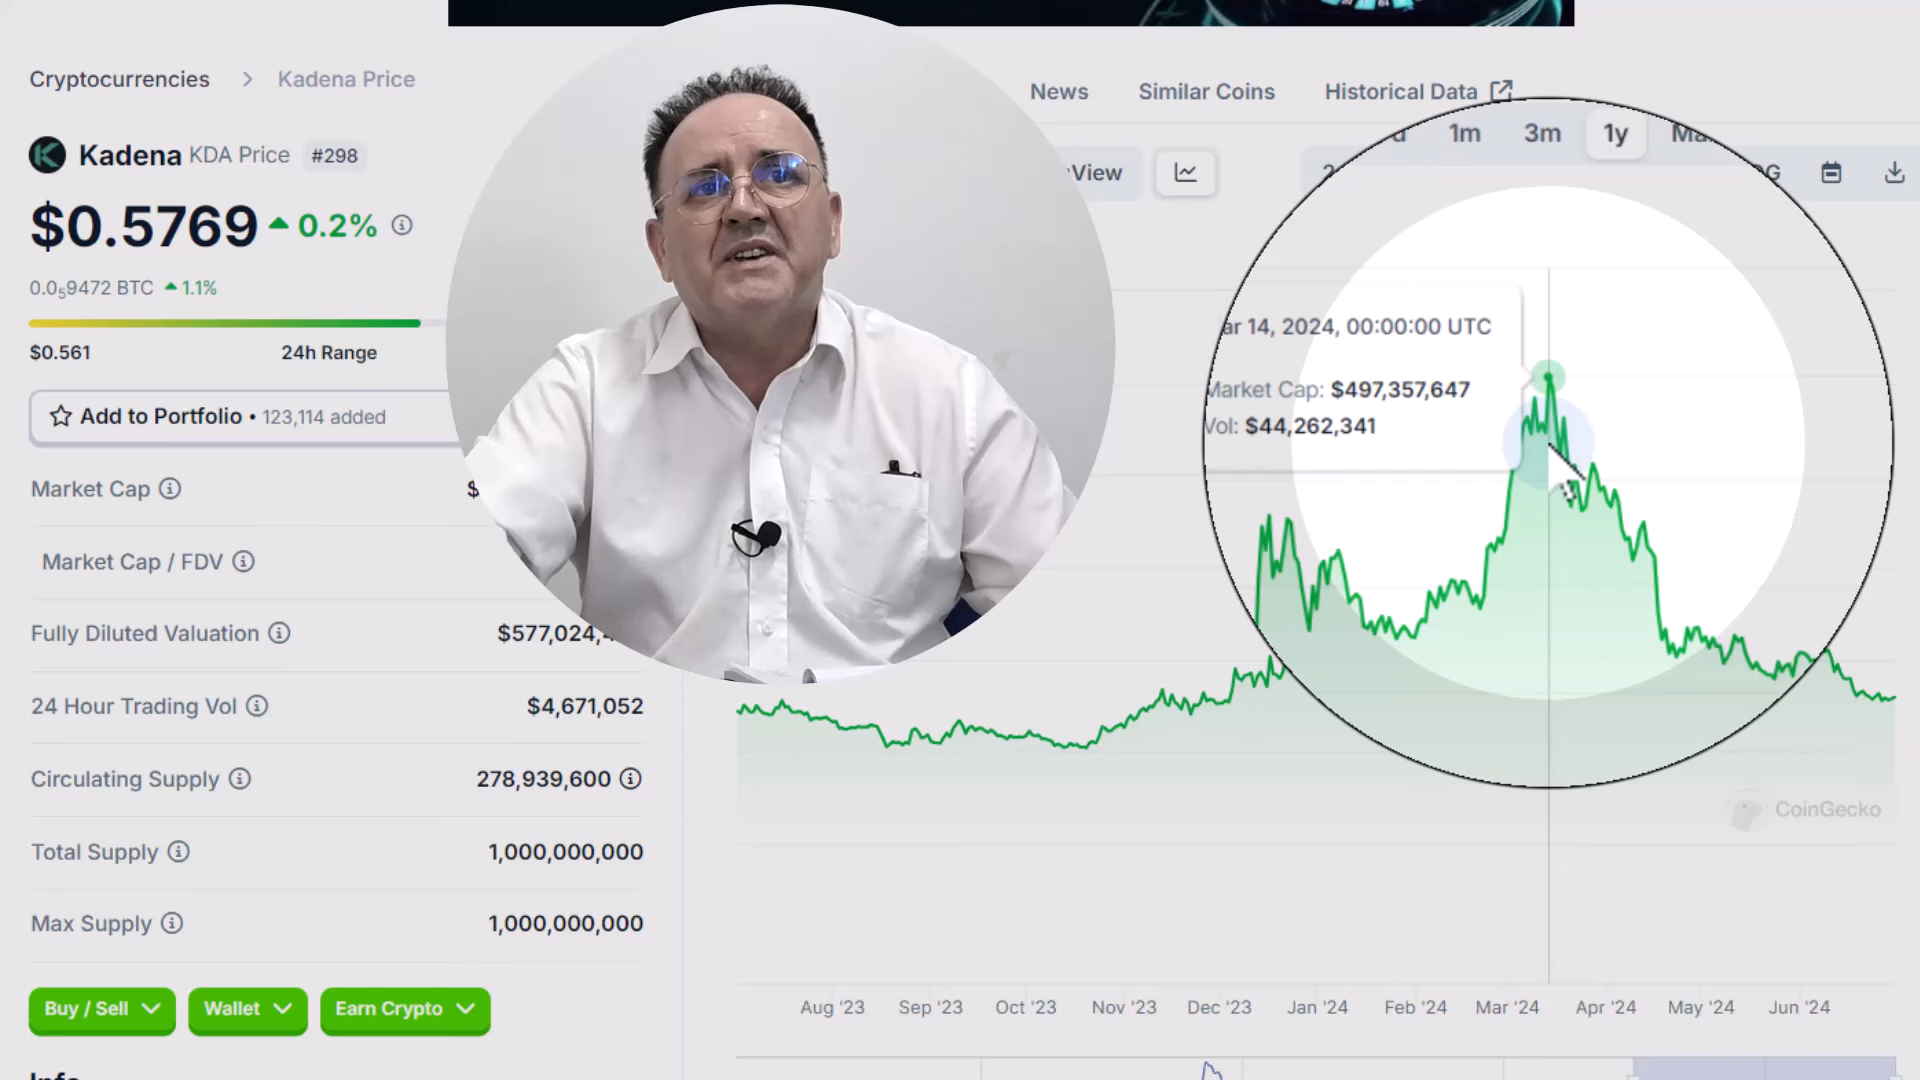 Cryptocurrencies > Kadena Price
News Similar Coins Historical Data
Kadena KDA Price #298
1m 3m 1y
View
$0.5769 0.2%
0.0₅9472 BTC 1.1%
$0.561 24h Range
ar 14, 2024, 00:00:00 UTC
Market Cap: $497,357,647
Vol: $44,262,341
Add to Portfolio • 123,114 added
Market Cap $
Market Cap / FDV
Fully Diluted Valuation $577,024,
24 Hour Trading Vol $4,671,052
Circulating Supply 278,939,600
Total Supply 1,000,000,000
Max Supply 1,000,000,000
CoinGecko
Buy / Sell Wallet Earn Crypto
Aug '23 Sep '23 Oct '23 Nov '23 Dec '23 Jan '24 Feb '24 Mar '24 Apr '24 May '24 Jun '24
Info